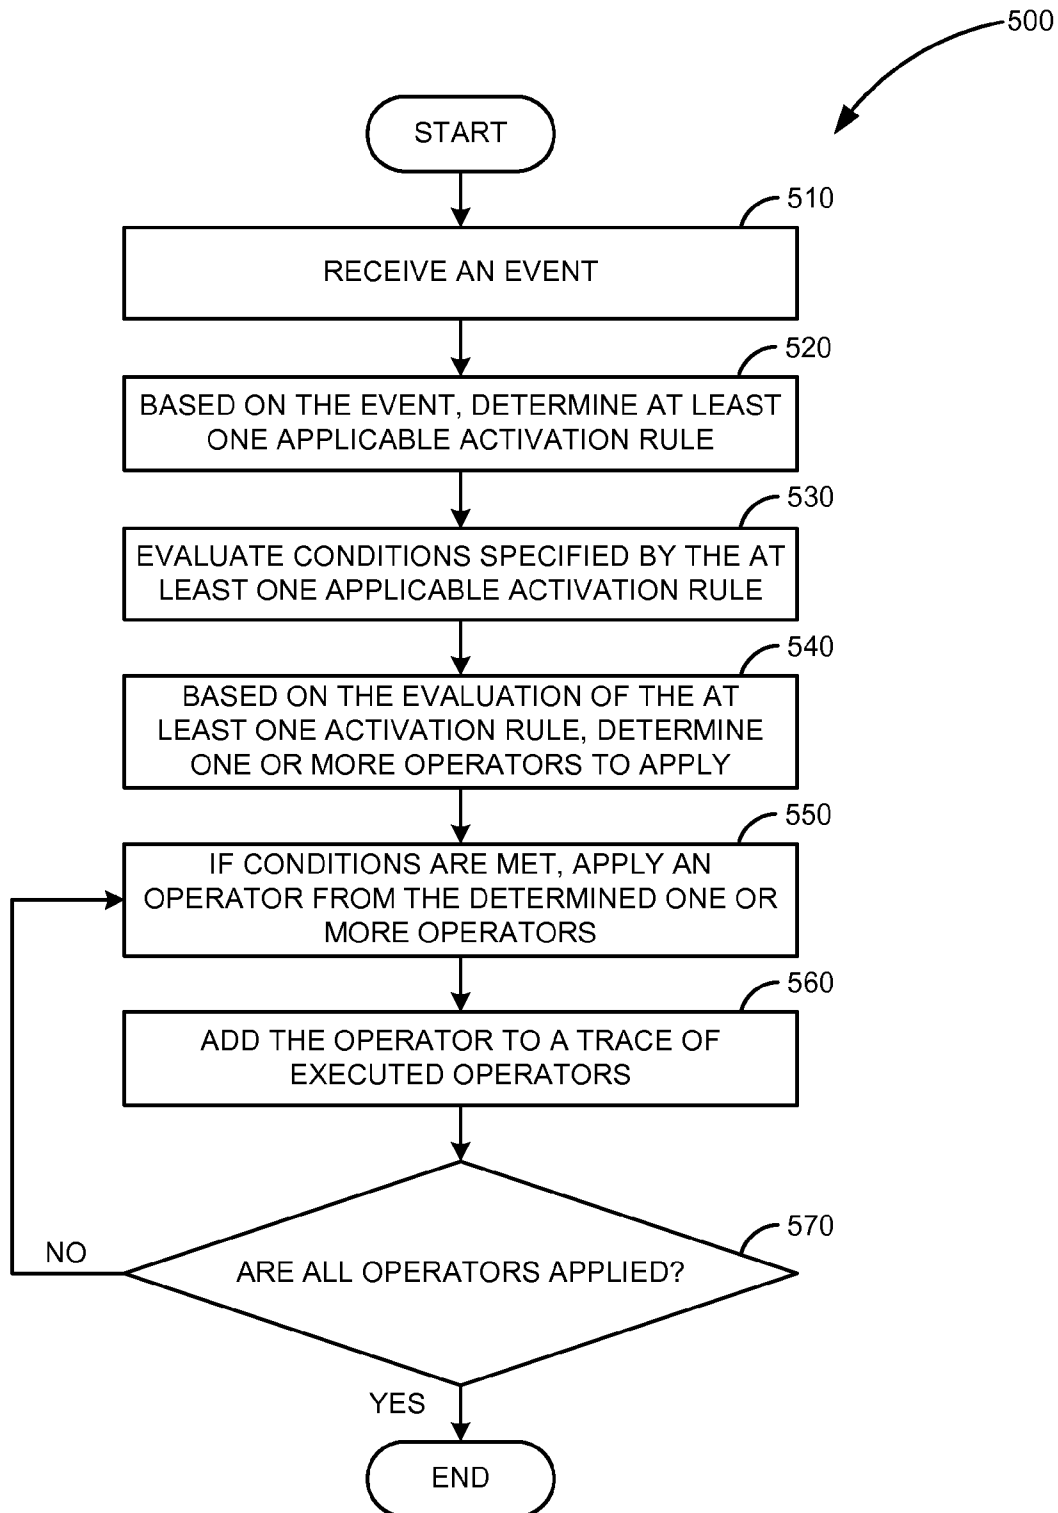 500
START
510
RECEIVE AN EVENT
520
BASED ON THE EVENT, DETERMINE AT LEAST
ONE APPLICABLE ACTIVATION RULE
530
EVALUATE CONDITIONS SPECIFIED BY THE AT
LEAST ONE APPLICABLE ACTIVATION RULE
540
BASED ON THE EVALUATION OF THE AT
LEAST ONE ACTIVATION RULE, DETERMINE
ONE OR MORE OPERATORS TO APPLY
550
IF CONDITIONS ARE MET, APPLY AN
OPERATOR FROM THE DETERMINED ONE OR
MORE OPERATORS
560
ADD THE OPERATOR TO A TRACE OF
EXECUTED OPERATORS
570
NO
ARE ALL OPERATORS APPLIED?
YES
END